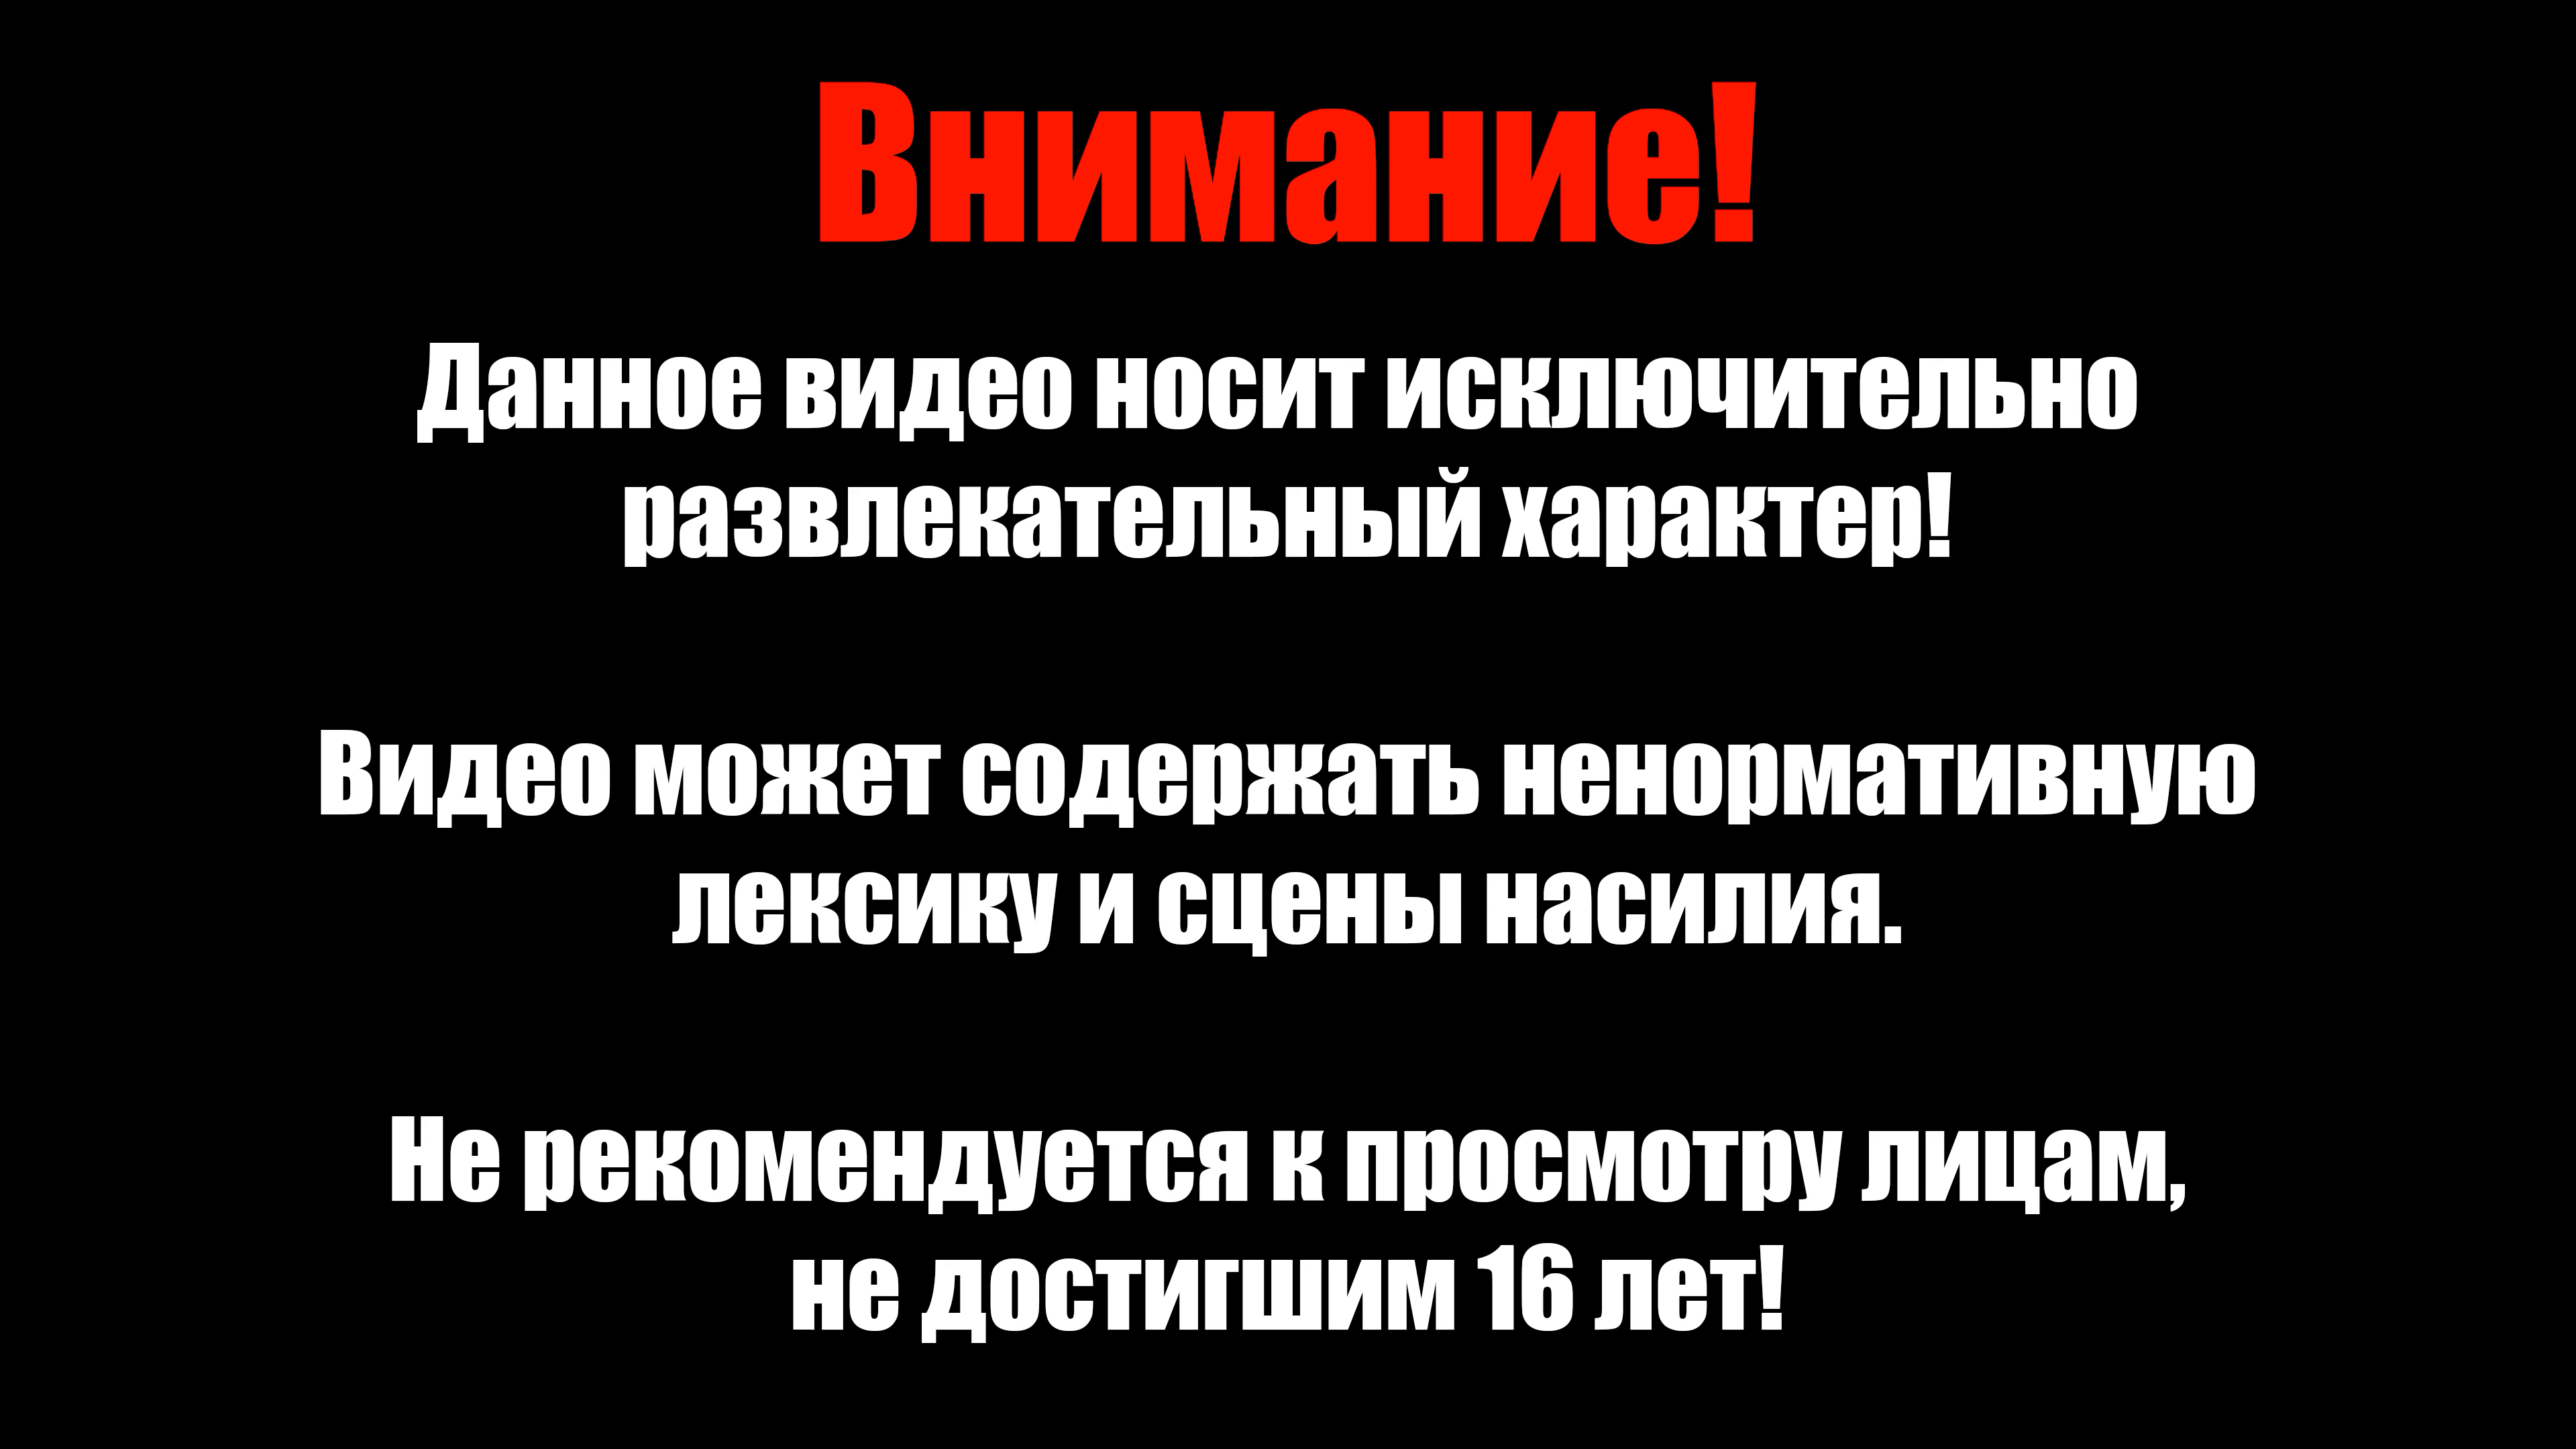 Внимание!
Данное видео носит исключительно
развлекательный характер!
Видео может содержать ненормативную
лексику и сцены насилия.
Не рекомендуется к просмотру лицам,
не достигшим 16 лет!